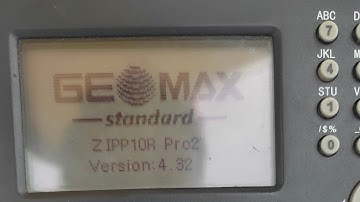 GEOMAX
standard
ZIPP10R Pro2"
Version:4.32
ABC
7
JKL
4
STU
1
/$%
0